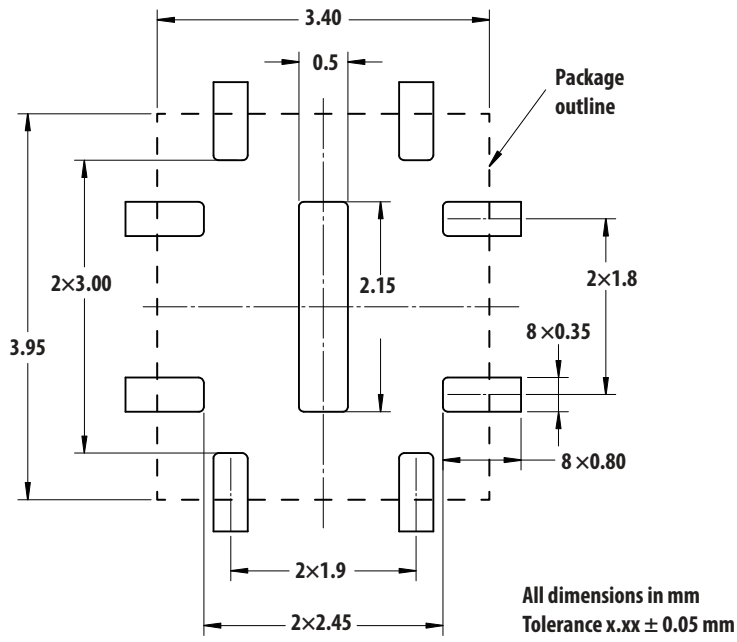 3.40
0.5
Package
outline
2×3.00
2.15
2×1.8
3.95
8 ×0.35
8 ×0.80
2×1.9
2×2.45
All dimensions in mm
Tolerance x.xx ± 0.05 mm